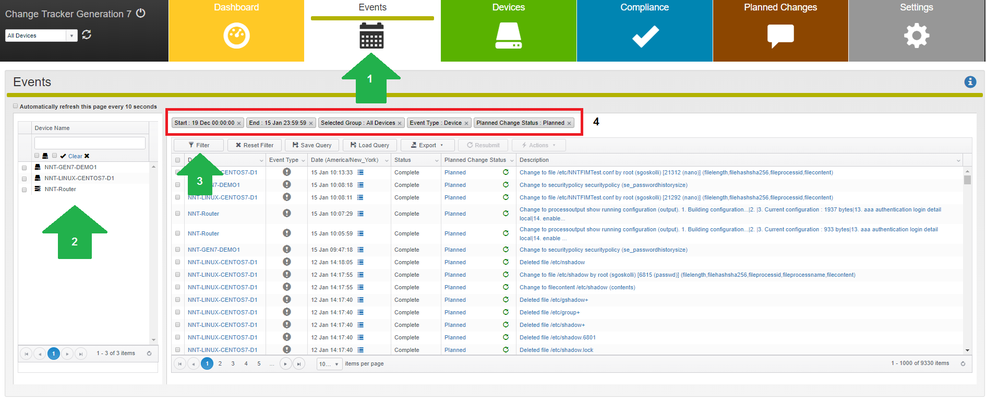 Change Tracker Generation 7
Dashboard
Events
Devices
Compliance
Planned Changes
Settings
All Devices
1
Events
Automatically refresh this page every 10 seconds
Start : 19 Dec 00:00:00 × End : 15 Jan 23:59:59 × Selected Group : All Devices × Event Type : Device × Planned Change Status : Planned × 4
Device Name
Clear
NNT-GEN7-DEMO1
NNT-LINUX-CENTOS7-D1
NNT-Router
2
1 - 3 of 3 items
Filter Reset Filter Save Query Load Query Export Resubmit Actions
3
Event Type Date (America/New_York) Status Planned Change Status Description
CENTOS7-D1 15 Jan 10:13:33 Complete Planned Change to file /etc/NNTFIMTest.conf by root (sgoskolli) [21312 (nano)] (filelength,filehashsha256,fileprocessid,filecontent)
7-DEMO1 15 Jan 10:08:18 Complete Planned Change to securitypolicy securitypolicy (se_passwordhistorysize)
NNT-LINUX-CENTOS7-D1 15 Jan 10:08:11 Complete Planned Change to file /etc/NNTFIMTest.conf by root (sgoskolli) [21292 (nano)] (filelength,filehashsha256,fileprocessid,filecontent)
NNT-Router 15 Jan 10:07:29 Complete Planned Change to processoutput show running configuration (output). 1. Building configuration...|2. |3. Current configuration : 1937 bytes|13. aaa authentication login detail
local|14. enable...
NNT-Router 15 Jan 10:05:59 Complete Planned Change to processoutput show running configuration (output). 1. Building configuration...|2. |3. Current configuration : 933 bytes|13. aaa authentication login detail
local|14. enable...
NNT-GEN7-DEMO1 15 Jan 09:47:18 Complete Planned Change to securitypolicy securitypolicy (se_passwordhistorysize)
NNT-LINUX-CENTOS7-D1 12 Jan 14:18:05 Complete Planned Deleted file /etc/nshadow
NNT-LINUX-CENTOS7-D1 12 Jan 14:17:55 Complete Planned Change to file /etc/shadow by root (sgoskolli) [6815 (passwd)] (filehashsha256,fileprocessid,fileprocessname,filecontent)
NNT-LINUX-CENTOS7-D1 12 Jan 14:17:55 Complete Planned Change to filecontent /etc/shadow (contents)
NNT-LINUX-CENTOS7-D1 12 Jan 14:17:40 Complete Planned Deleted file /etc/gshadow+
NNT-LINUX-CENTOS7-D1 12 Jan 14:17:40 Complete Planned Deleted file /etc/group+
NNT-LINUX-CENTOS7-D1 12 Jan 14:17:40 Complete Planned Deleted file /etc/shadow+
NNT-LINUX-CENTOS7-D1 12 Jan 14:17:40 Complete Planned Deleted file /etc/shadow.6801
NNT-LINUX-CENTOS7-D1 12 Jan 14:17:40 Complete Planned Deleted file /etc/shadow.lock
1 2 3 4 5 ... 10... items per page 1 - 1000 of 9330 items